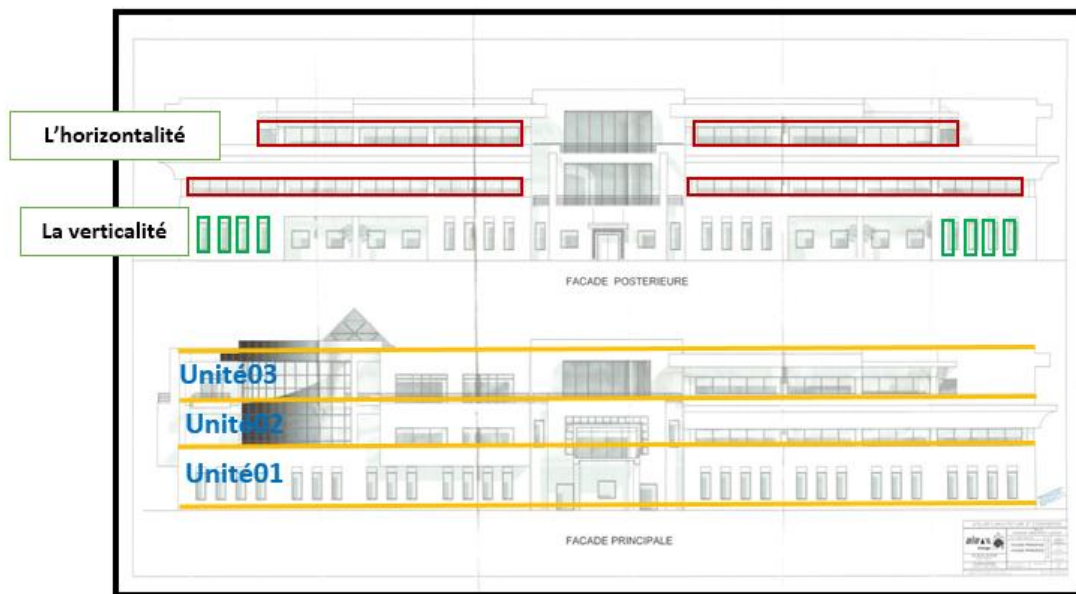 L'horizontalité
La verticalité
FACADE POSTERIEURE
Unité03
Unité02
Unité01
FACADE PRINCIPALE